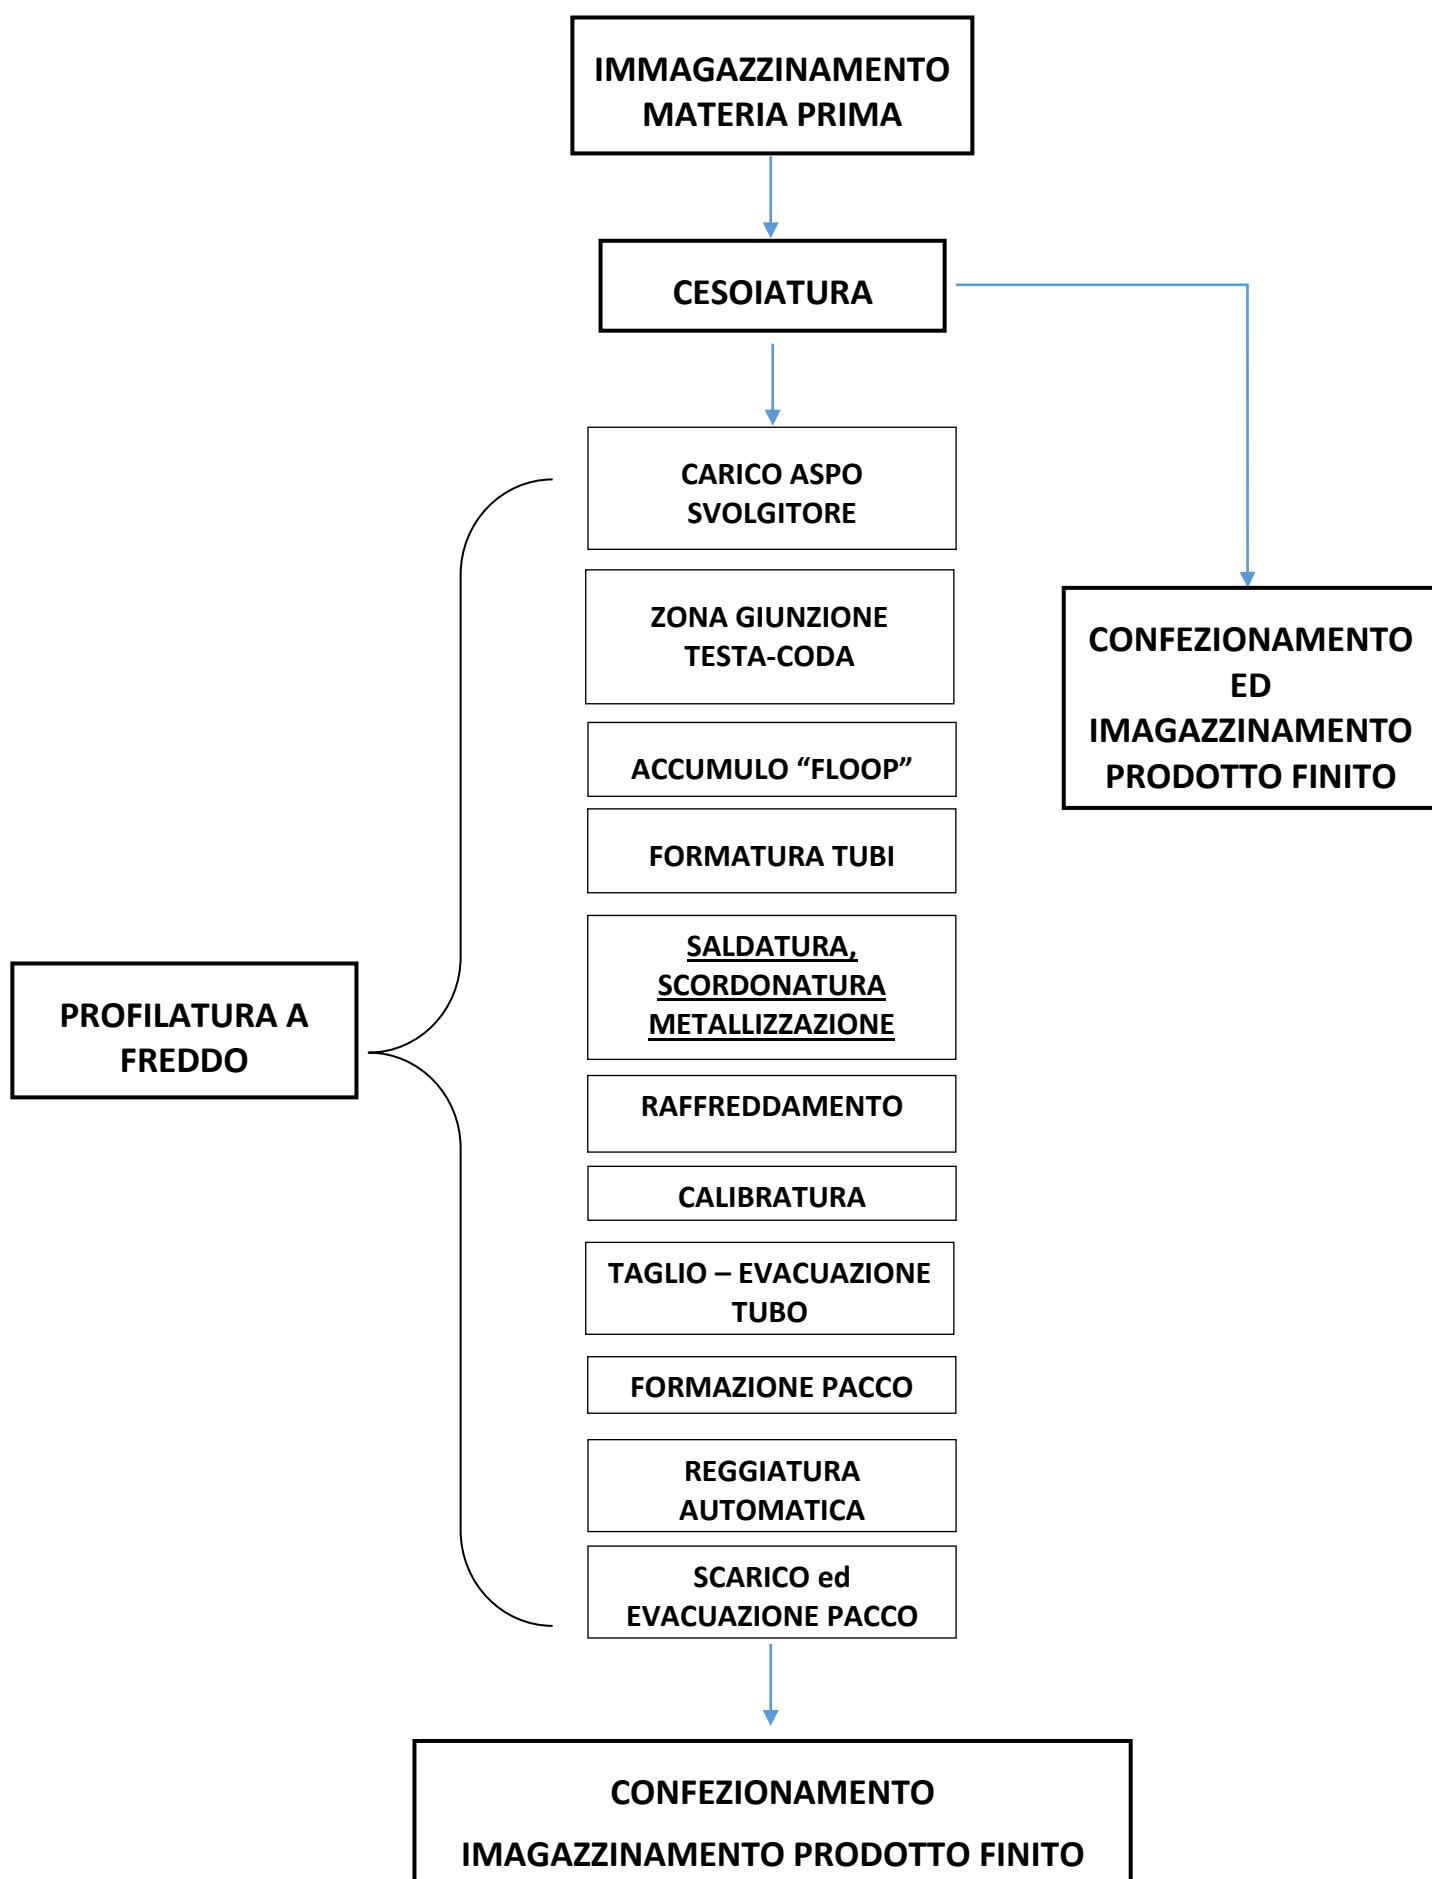 IMMAGAZZINAMENTO
MATERIA PRIMA
CESOIATURA
CARICO ASPO
SVOLGITORE
ZONA GIUNZIONE
TESTA-CODA
CONFEZIONAMENTO
ED
IMAGAZZINAMENTO
PRODOTTO FINITO
ACCUMULO “FLOOP”
FORMATURA TUBI
SALDATURA,
SCORDONATURA
METALLIZZAZIONE
PROFILATURA A
FREDDO
RAFFREDDAMENTO
CALIBRATURA
TAGLIO – EVACUAZIONE
TUBO
FORMAZIONE PACCO
REGGIATURA
AUTOMATICA
SCARICO ed
EVACUAZIONE PACCO
CONFEZIONAMENTO
IMAGAZZINAMENTO PRODOTTO FINITO